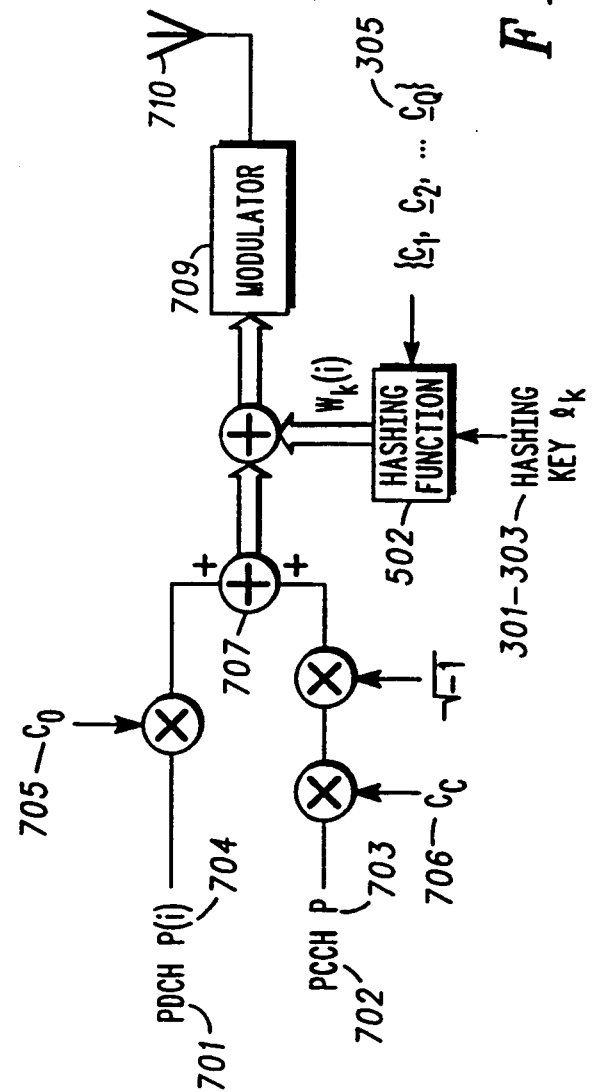 710
MODULATOR
709
305
{C1, C2, ... CQ}
Wk(i)
HASHING
FUNCTION
502
301-303
HASHING
KEY ℓk
+
+
707
705
C0
√-1
CC
706
PDCH P(i)
704
701
PCCH P
703
702
F